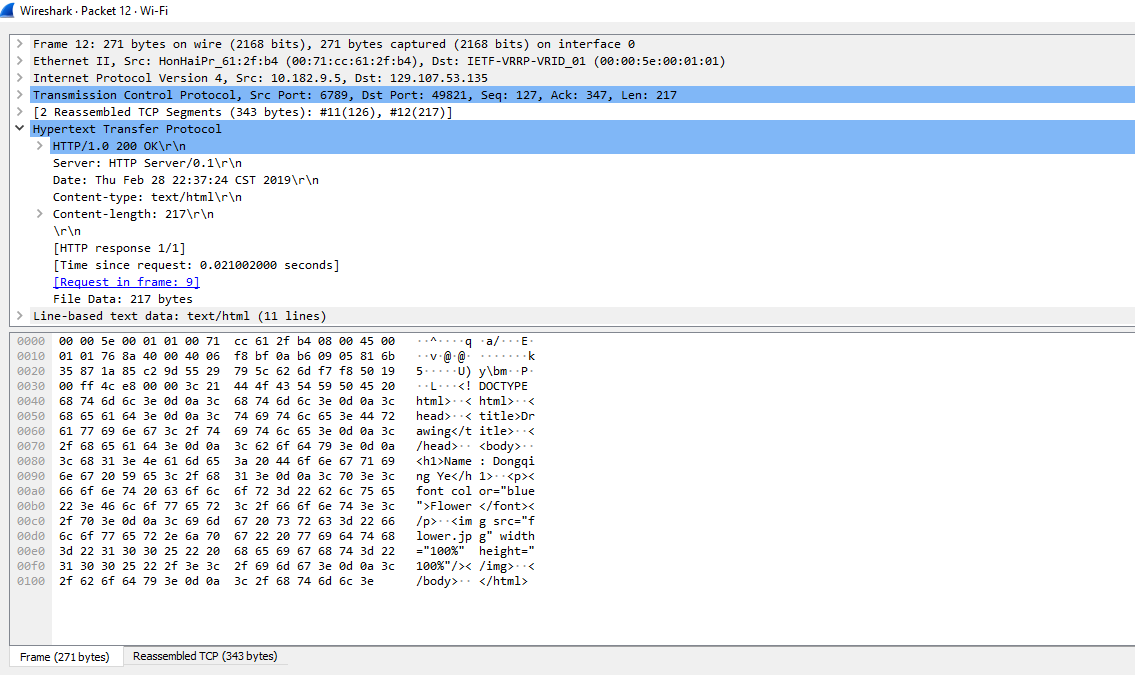 Wireshark · Packet 12 · Wi-Fi
Frame 12: 271 bytes on wire (2168 bits), 271 bytes captured (2168 bits) on interface 0
Ethernet II, Src: HonHaiPr_61:2f:b4 (00:71:cc:61:2f:b4), Dst: IETF-VRRP-VRID_01 (00:00:5e:00:01:01)
Internet Protocol Version 4, Src: 10.182.9.5, Dst: 129.107.53.135
Transmission Control Protocol, Src Port: 6789, Dst Port: 49821, Seq: 127, Ack: 347, Len: 217
[2 Reassembled TCP Segments (343 bytes): #11(126), #12(217)]
Hypertext Transfer Protocol
HTTP/1.0 200 OK\r\n
Server: HTTP Server/0.1\r\n
Date: Thu Feb 28 22:37:24 CST 2019\r\n
Content-type: text/html\r\n
Content-length: 217\r\n
\r\n
[HTTP response 1/1]
[Time since request: 0.021002000 seconds]
[Request in frame: 9]
File Data: 217 bytes
Line-based text data: text/html (11 lines)
0000 00 00 5e 00 01 01 00 71 cc 61 2f b4 08 00 45 00 ··^····q ·a/···E·
0010 01 01 76 8a 40 00 40 06 f8 bf 0a b6 09 05 81 6b ··v·@·@· ·······k
0020 35 87 1a 85 c2 9d 55 29 79 5c 62 6d f7 f8 50 19 5·····U) y\bm··P·
0030 00 ff 4c e8 00 00 3c 21 44 4f 43 54 59 50 45 20 ··L···<! DOCTYPE
0040 68 74 6d 6c 3e 0d 0a 3c 68 74 6d 6c 3e 0d 0a 3c html>··< html>··<
0050 68 65 61 64 3e 0d 0a 3c 74 69 74 6c 65 3e 44 72 head>··< title>Dr
0060 61 77 69 6e 67 3c 2f 74 69 74 6c 65 3e 0d 0a 3c awing</t itle>··<
0070 2f 68 65 61 64 3e 0d 0a 3c 62 6f 64 79 3e 0d 0a /head>·· <body>··
0080 3c 68 31 3e 4e 61 6d 65 3a 20 44 6f 6e 67 71 69 <h1>Name : Dongqi
0090 6e 67 20 59 65 3c 2f 68 31 3e 0d 0a 3c 70 3e 3c ng Ye</h 1>··<p><
00a0 66 6f 6e 74 20 63 6f 6c 6f 72 3d 22 62 6c 75 65 font col or="blue
00b0 22 3e 46 6c 6f 77 65 72 3c 2f 66 6f 6e 74 3e 3c ">Flower </font><
00c0 2f 70 3e 0d 0a 3c 69 6d 67 20 73 72 63 3d 22 66 /p>··<im g src="f
00d0 6c 6f 77 65 72 2e 6a 70 67 22 20 77 69 64 74 68 lower.jp g" width
00e0 3d 22 31 30 30 25 22 20 68 65 69 67 68 74 3d 22 ="100%" height="
00f0 31 30 30 25 22 2f 3e 3c 2f 69 6d 67 3e 0d 0a 3c 100%"/>< /img>··<
0100 2f 62 6f 64 79 3e 0d 0a 3c 2f 68 74 6d 6c 3e /body>·· </html>
Frame (271 bytes) Reassembled TCP (343 bytes)